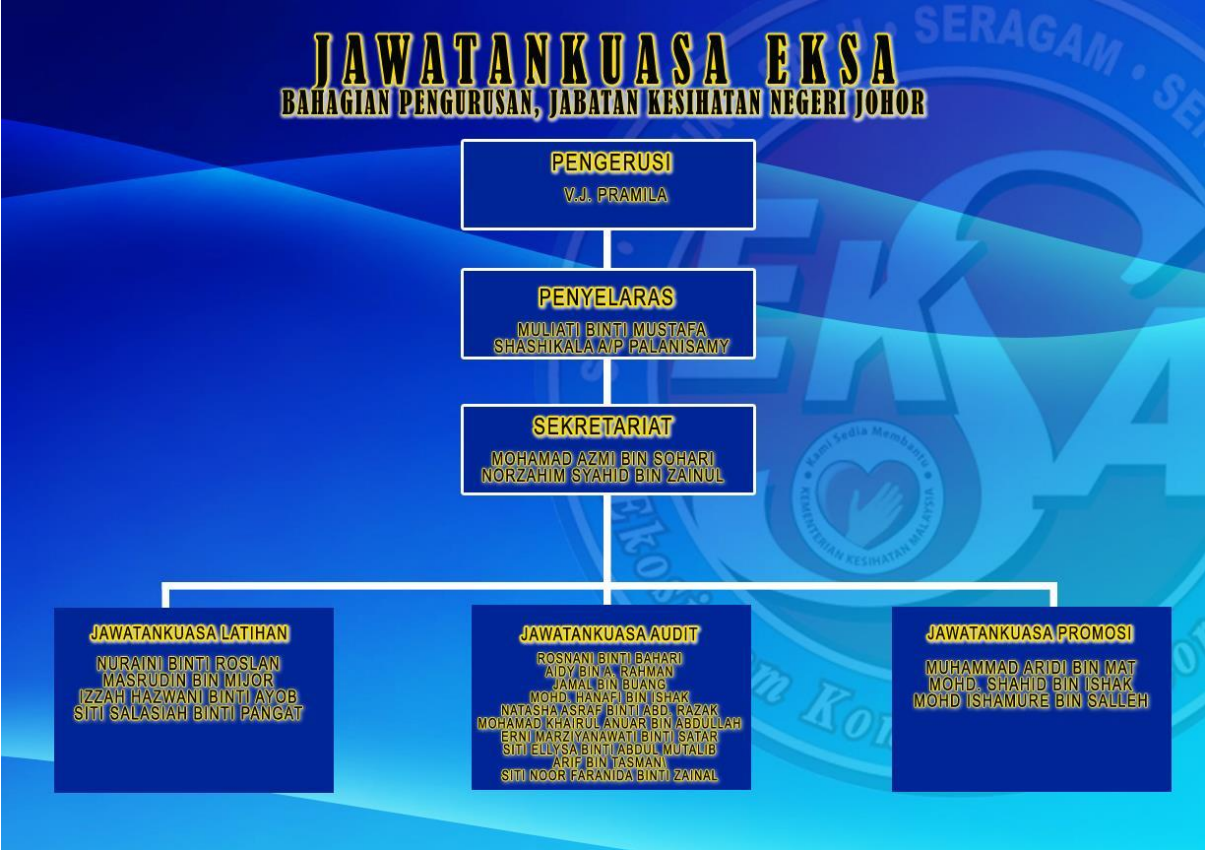 JAWATANKUASA EKSA
BAHAGIAN PENGURUSAN, JABATAN KESIHATAN NEGERI JOHOR
PENGERUSI
V.J. PRAMILA
PENYELARAS
MULIATI BINTI MUSTAFA
SHASHIKALA A/P PALANISAMY
SEKRETARIAT
MOHAMAD AZMI BIN SOHARI
NORZAHIM SYAHID BIN ZAINUL
JAWATANKUASA LATIHAN
NURAINI BINTI ROSLAN
MASRUDIN BIN MIJOR
IZZAH HAZWANI BINTI AYOB
SITI SALASIAH BINTI PANGAT
JAWATANKUASA AUDIT
ROSNANI BINTI BAHARI
AIDY BIN A. RAHMAN
JAMAL BIN BUANG
MOHD. HANAFI BIN ISHAK
NATASHA ASRAF BINTI ABD. RAZAK
MOHAMAD KHAIRUL ANUAR BIN ABDULLAH
ERNI MARZIYANAWATI BINTI SATAR
SITI ELLYSA BINTI ABDUL MUTALIB
ARIF BIN TASMAN\
SITI NOOR FARANIDA BINTI ZAINAL
JAWATANKUASA PROMOSI
MUHAMMAD ARIDI BIN MAT
MOHD. SHAHID BIN ISHAK
MOHD ISHAMURE BIN SALLEH
SERAGAM
EKSA
Kami Sedia Membantu
KEMENTERIAN KESIHATAN MALAYSIA